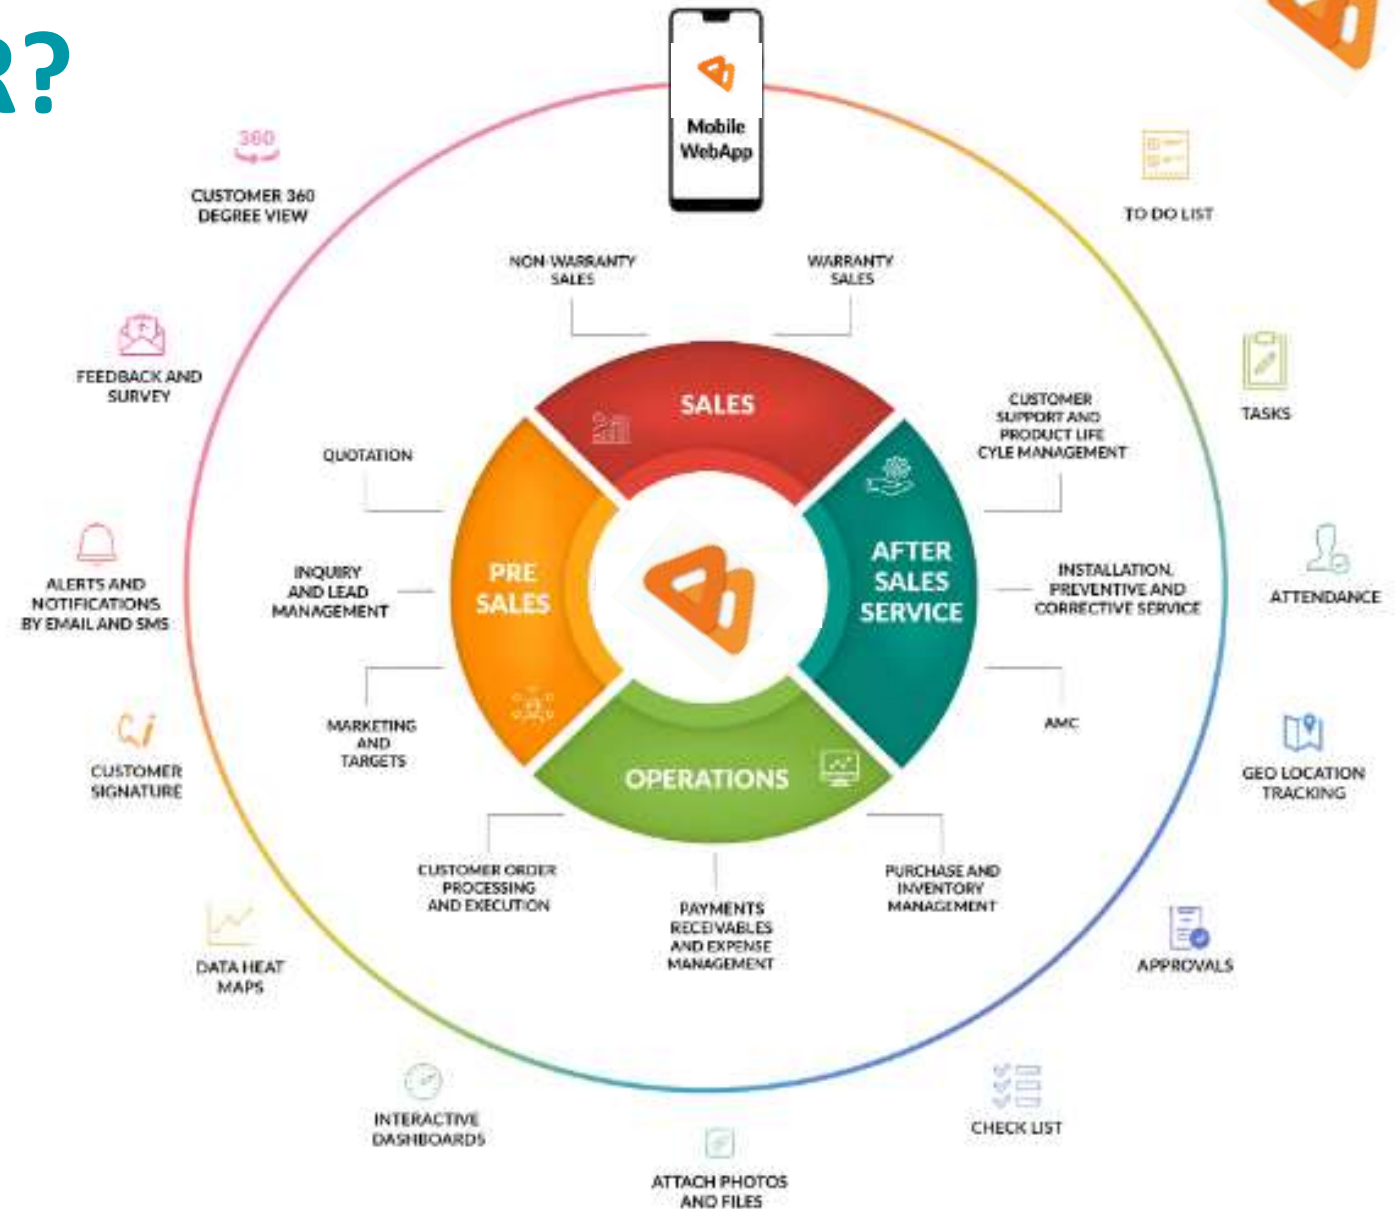 R?
Mobile
WebApp
360
CUSTOMER 360
DEGREE VIEW
TO DO LIST
NON-WARRANTY
SALES
WARRANTY
SALES
FEEDBACK AND
SURVEY
SALES
TASKS
CUSTOMER
SUPPORT AND
PRODUCT LIFE
CYLE MANAGEMENT
QUOTATION
ALERTS AND
NOTIFICATIONS
BY EMAIL AND SMS
INQUIRY
AND LEAD
MANAGEMENT
PRE
SALES
AFTER
SALES
SERVICE
INSTALLATION,
PREVENTIVE AND
CORRECTIVE SERVICE
ATTENDANCE
MARKETING
AND
TARGETS
AMC
CUSTOMER
SIGNATURE
OPERATIONS
GEO LOCATION
TRACKING
CUSTOMER ORDER
PROCESSING
AND EXECUTION
PAYMENTS
RECEIVABLES
AND EXPENSE
MANAGEMENT
PURCHASE AND
INVENTORY
MANAGEMENT
DATA HEAT
MAPS
APPROVALS
INTERACTIVE
DASHBOARDS
CHECK LIST
ATTACH PHOTOS
AND FILES